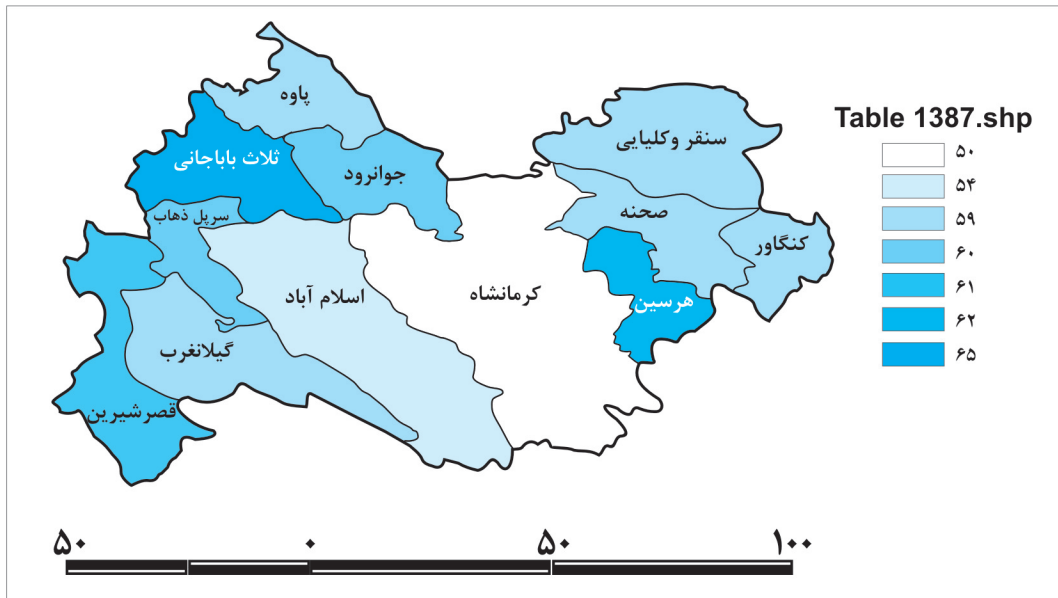 پاوه
ثلاث باباجانی
جوانرود
سرپل ذهاب
اسلام آباد
گیلانغرب
قصرشیرین
کرمانشاه
سنقر وکلیایی
صحنه
کنگاور
هرسین
Table 1387.shp
۵۰
۵۴
۵۹
۶۰
۶۱
۶۲
۶۵
۵۰ ۰ ۵۰ ۱۰۰